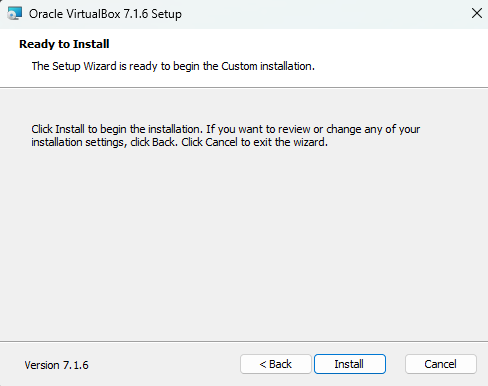 Oracle VirtualBox 7.1.6 Setup
Ready to Install
The Setup Wizard is ready to begin the Custom installation.
Click Install to begin the installation. If you want to review or change any of your
installation settings, click Back. Click Cancel to exit the wizard.
Version 7.1.6
< Back
Install
Cancel